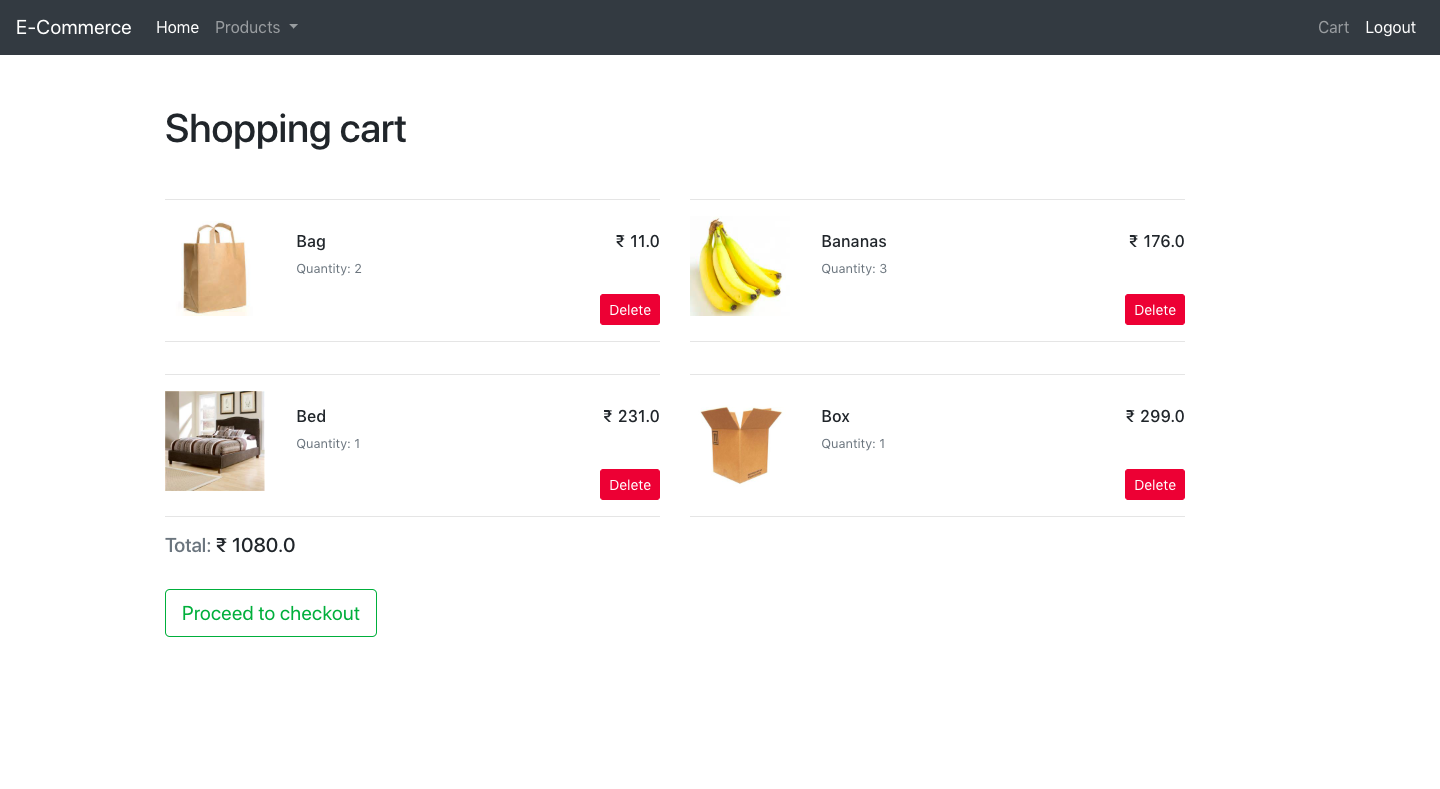 E-Commerce Home Products Cart Logout
Shopping cart
Bag ₹ 11.0
Quantity: 2
Delete
Bananas ₹ 176.0
Quantity: 3
Delete
Bed ₹ 231.0
Quantity: 1
Delete
Box ₹ 299.0
Quantity: 1
Delete
Total: ₹ 1080.0
Proceed to checkout